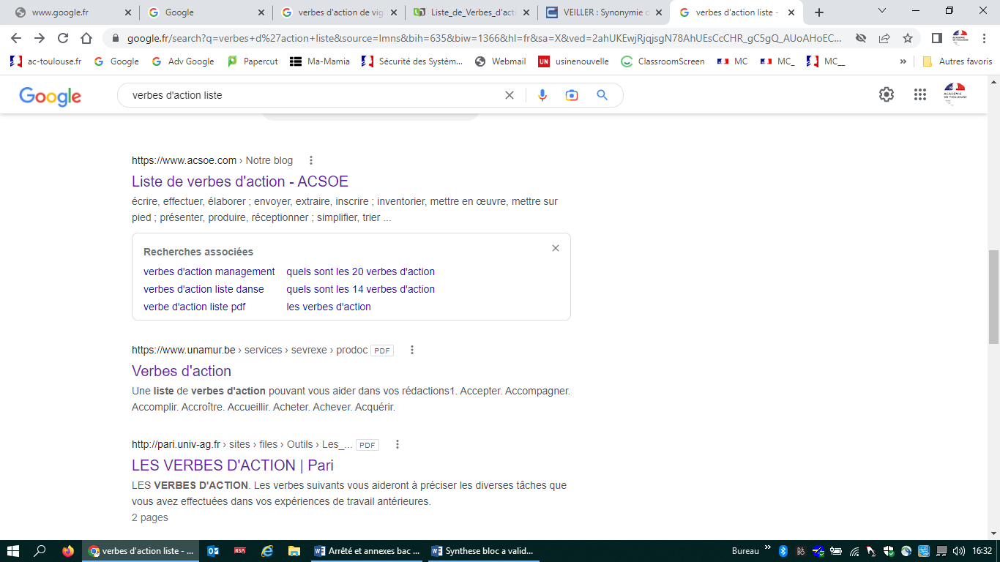 www.google.fr
Google
verbes d'action de vig
Liste_de_Verbes_d'acti
VEILLER : Synonymie d
verbes d'action liste -
google.fr/search?q=verbes+d%27action+liste&source=lmns&bih=635&biw=1366&hl=fr&sa=X&ved=2ahUKEwjRjqjsgN78AhUEsCcCHR_gC5gQ_AUoAHoEC...
ac-toulouse.fr
Google
Adv Google
Papercut
Ma-Mamia
Sécurité des Systèm...
Webmail
UN
usinenouvelle
ClassroomScreen
MC
MC_
MC__
»
Autres favoris
Google
verbes d'action liste
ACADÉMIE
DE TOULOUSE
https://www.acsoe.com › Notre blog
Liste de verbes d'action - ACSOE
écrire, effectuer, élaborer ; envoyer, extraire, inscrire ; inventorier, mettre en œuvre, mettre sur
pied ; présenter, produire, réceptionner ; simplifier, trier ...
Recherches associées
verbes d'action management
quels sont les 20 verbes d'action
verbes d'action liste danse
quels sont les 14 verbes d'action
verbe d'action liste pdf
les verbes d'action
https://www.unamur.be › services › sevrexe › prodoc PDF
Verbes d'action
Une liste de verbes d'action pouvant vous aider dans vos rédactions1. Accepter. Accompagner.
Accomplir. Accroître. Accueillir. Acheter. Achever. Acquérir.
http://pari.univ-ag.fr › sites › files › Outils › Les_... PDF
LES VERBES D'ACTION | Pari
LES VERBES D'ACTION. Les verbes suivants vous aideront à préciser les diverses tâches que
vous avez effectuées dans vos expériences de travail antérieures.
2 pages
verbes d'action liste - ...
RSA
Arrêté et annexes bac ...
Synthese bloc a valid...
Bureau
»
16:32